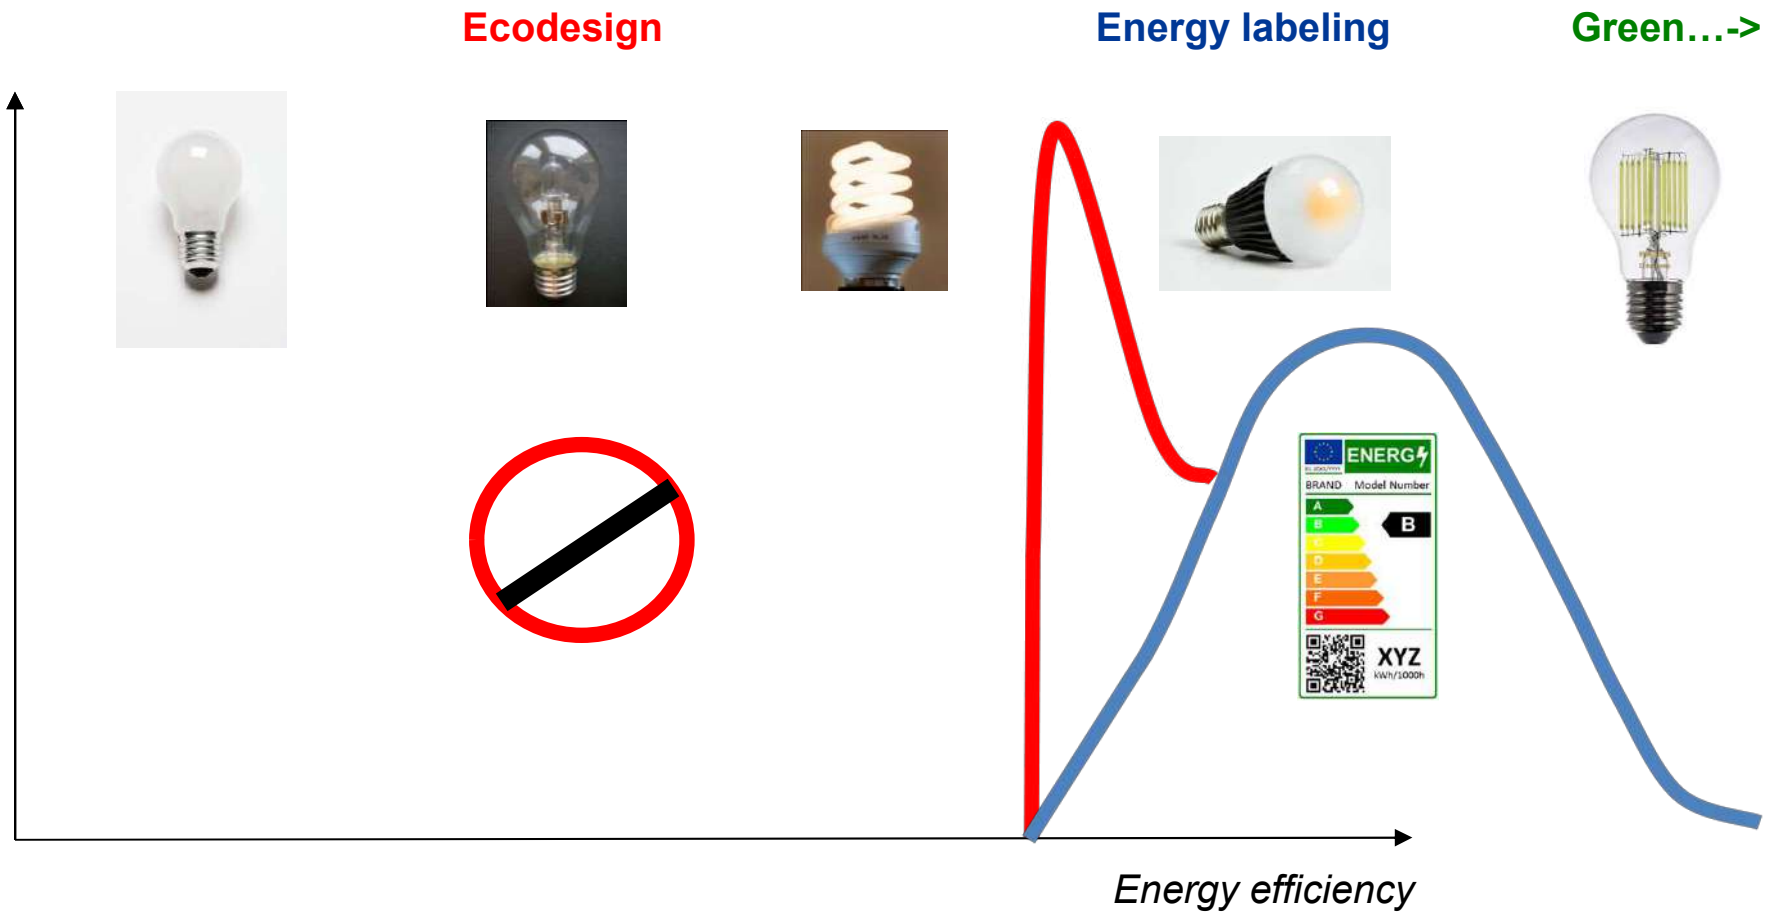 Ecodesign
Energy labeling
Green...->
ENERG
BRAND Model Number
A
B
B
C
D
E
F
G
XYZ
kWh/1000h
Energy efficiency